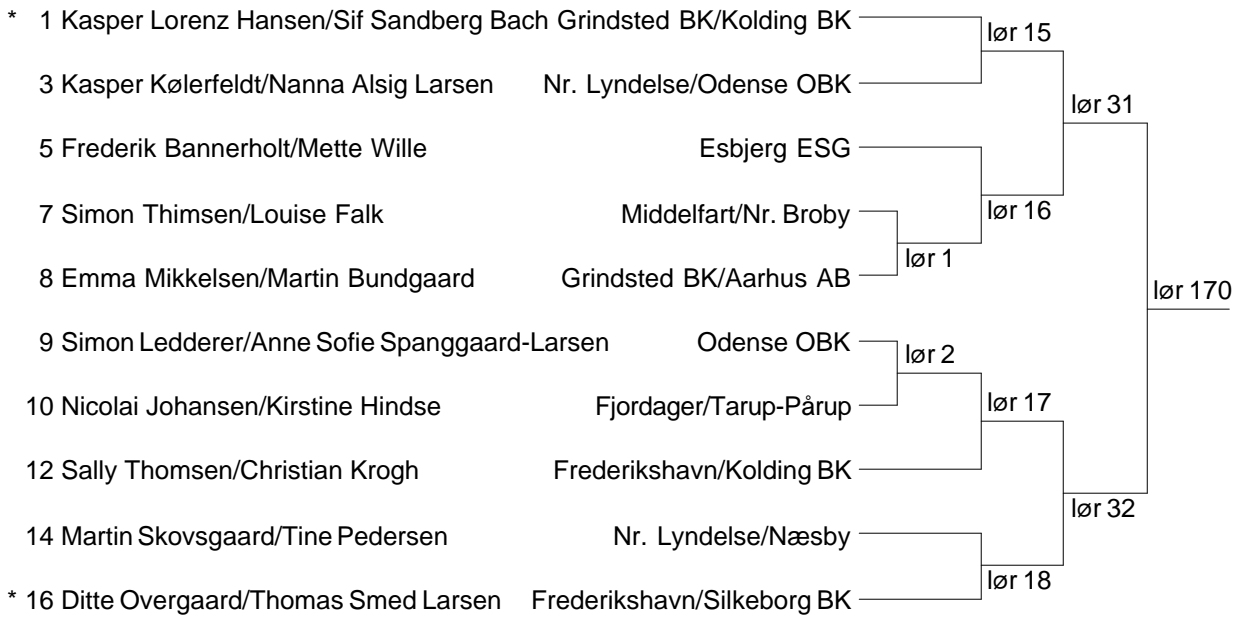 * 1 Kasper Lorenz Hansen/Sif Sandberg Bach Grindsted BK/Kolding BK
lør 15
3 Kasper Kølerfeldt/Nanna Alsig Larsen Nr. Lyndelse/Odense OBK
lør 31
5 Frederik Bannerholt/Mette Wille Esbjerg ESG
7 Simon Thimsen/Louise Falk Middelfart/Nr. Broby
lør 16
lør 1
8 Emma Mikkelsen/Martin Bundgaard Grindsted BK/Aarhus AB
lør 170
9 Simon Ledderer/Anne Sofie Spanggaard-Larsen Odense OBK
lør 2
10 Nicolai Johansen/Kirstine Hindse Fjordager/Tarup-Pårup
lør 17
12 Sally Thomsen/Christian Krogh Frederikshavn/Kolding BK
lør 32
14 Martin Skovsgaard/Tine Pedersen Nr. Lyndelse/Næsby
lør 18
* 16 Ditte Overgaard/Thomas Smed Larsen Frederikshavn/Silkeborg BK